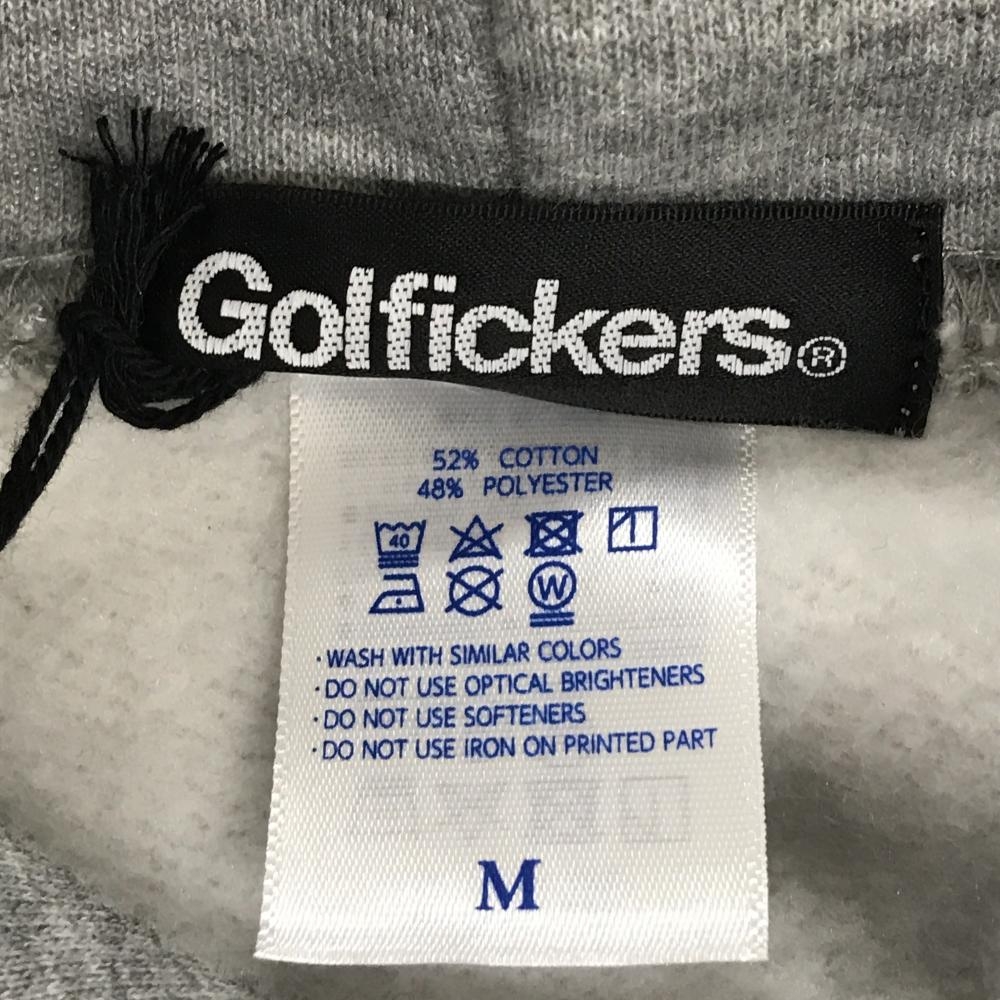 Golfickers®
52% COTTON
48% POLYESTER
40
W
·WASH WITH SIMILAR COLORS
·DO NOT USE OPTICAL BRIGHTENERS
·DO NOT USE SOFTENERS
·DO NOT USE IRON ON PRINTED PART
M